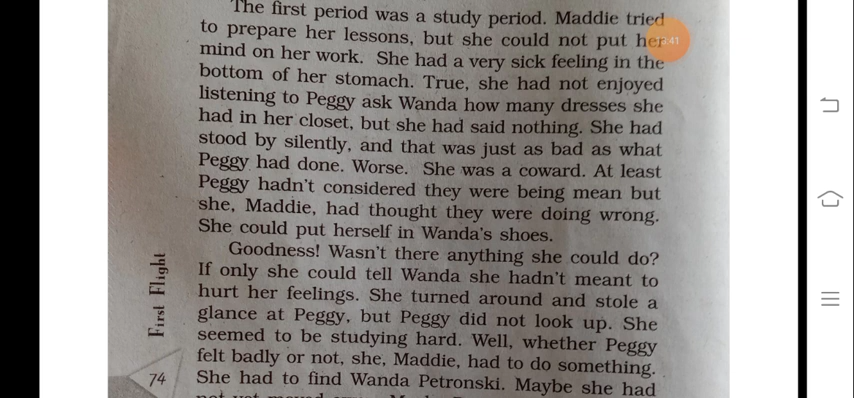 The first period was a study period. Maddie tried
to prepare her lessons, but she could not put her
mind on her work. She had a very sick feeling in the
bottom of her stomach. True, she had not enjoyed
listening to Peggy ask Wanda how many dresses she
had in her closet, but she had said nothing. She had
stood by silently, and that was just as bad as what
Peggy had done. Worse. She was a coward. At least
Peggy hadn't considered they were being mean but
she, Maddie, had thought they were doing wrong.
She could put herself in Wanda's shoes.
Goodness! Wasn't there anything she could do?
If only she could tell Wanda she hadn't meant to
hurt her feelings. She turned around and stole a
glance at Peggy, but Peggy did not look up. She
seemed to be studying hard. Well, whether Peggy
felt badly or not, she, Maddie, had to do something.
She had to find Wanda Petronski. Maybe she had
First Flight
74
:41